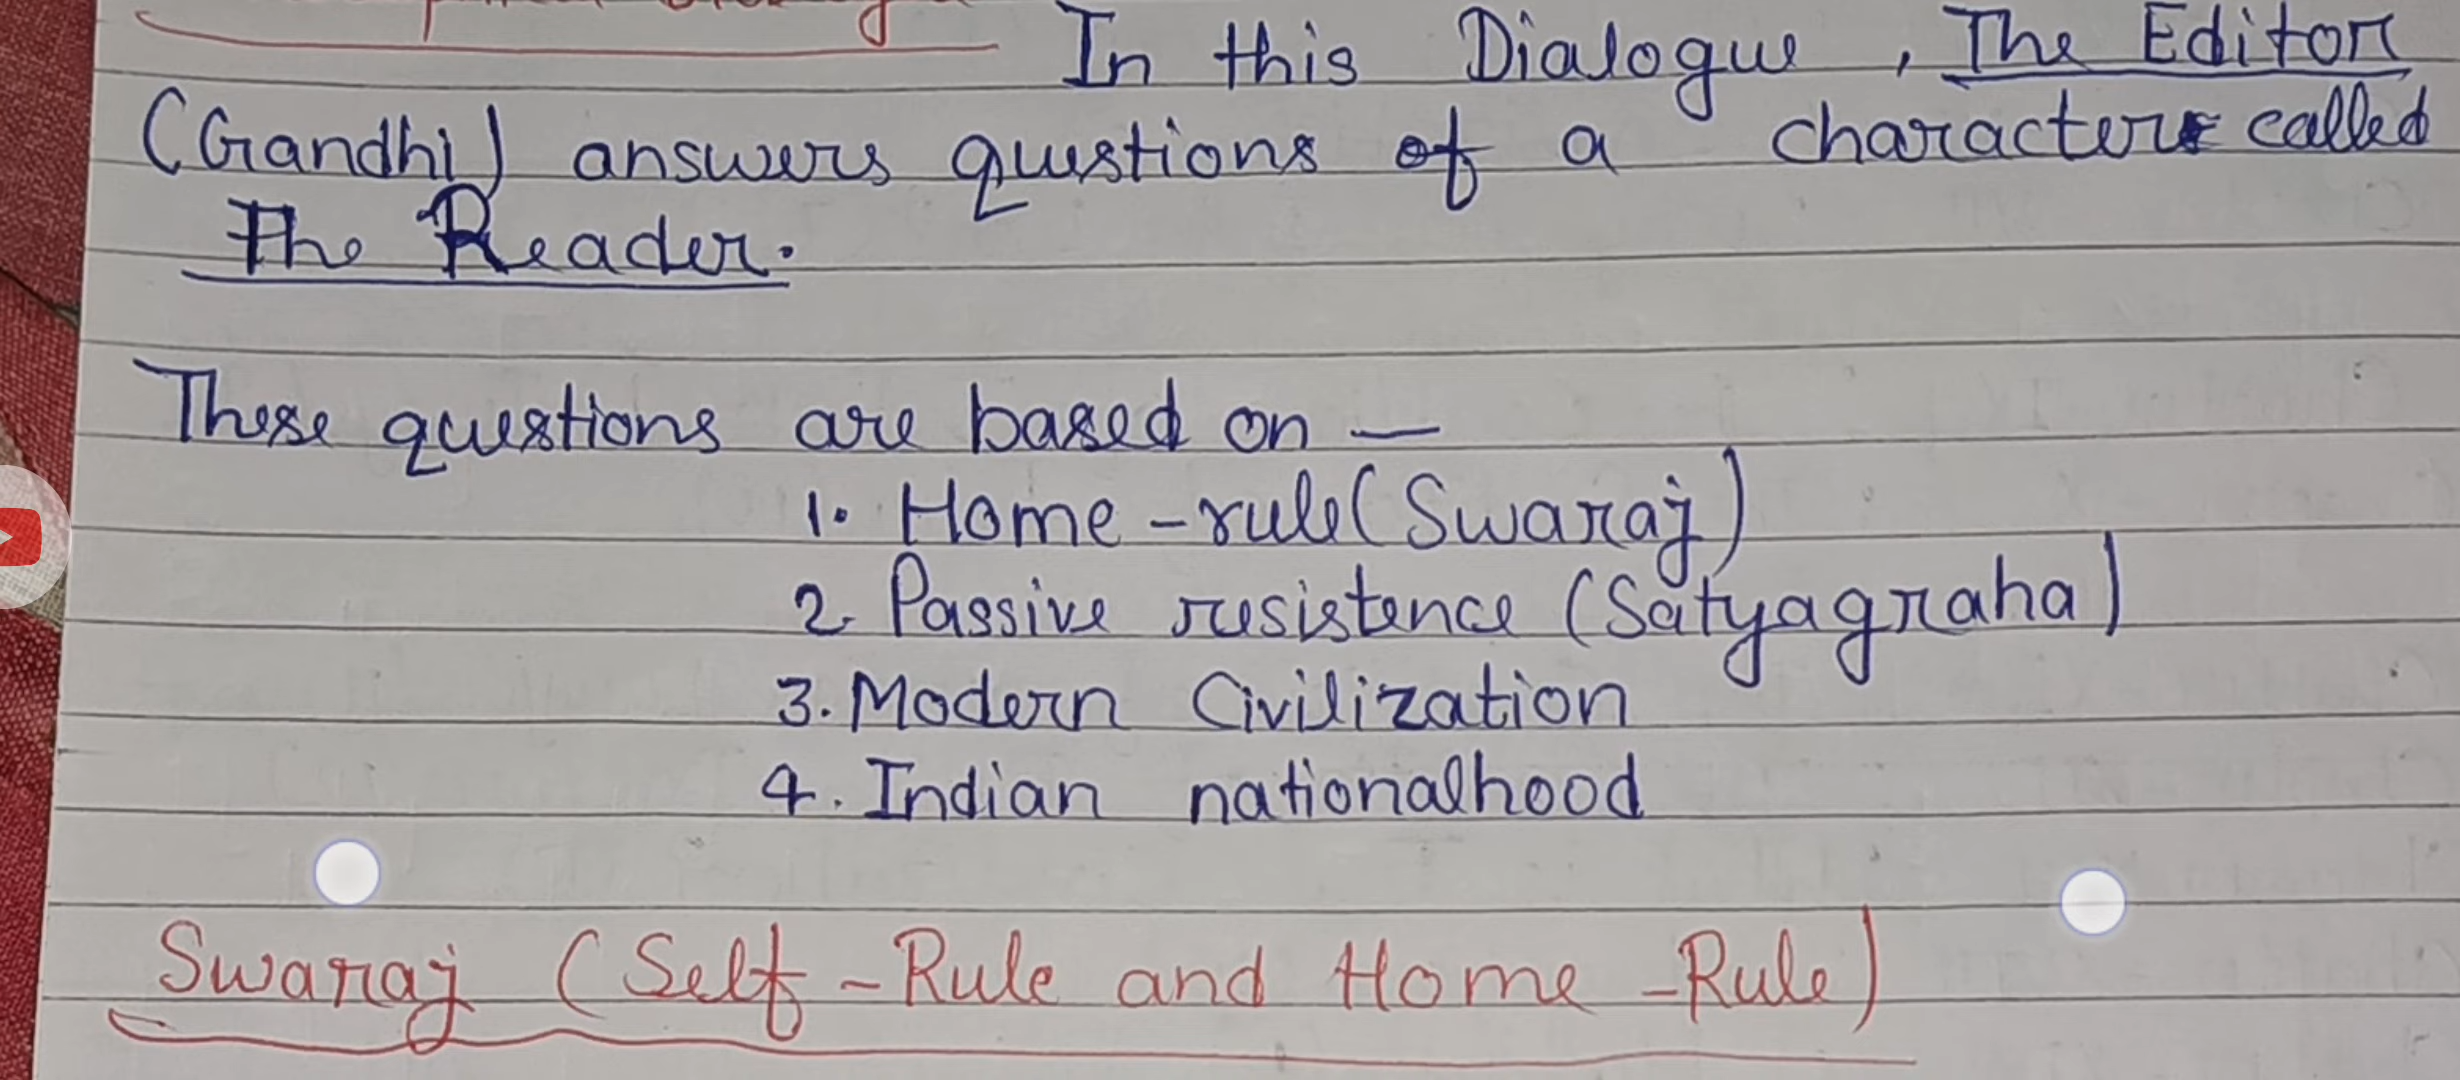 In this Dialogue, The Editor
(Gandhi) answers questions of a character called
The Reader.
These questions are based on —
1. Home-rule (Swaraj)
2. Passive resistence (Satyagraha)
3. Modern Civilization
4. Indian nationalhood
Swaraj (Self-Rule and Home-Rule)